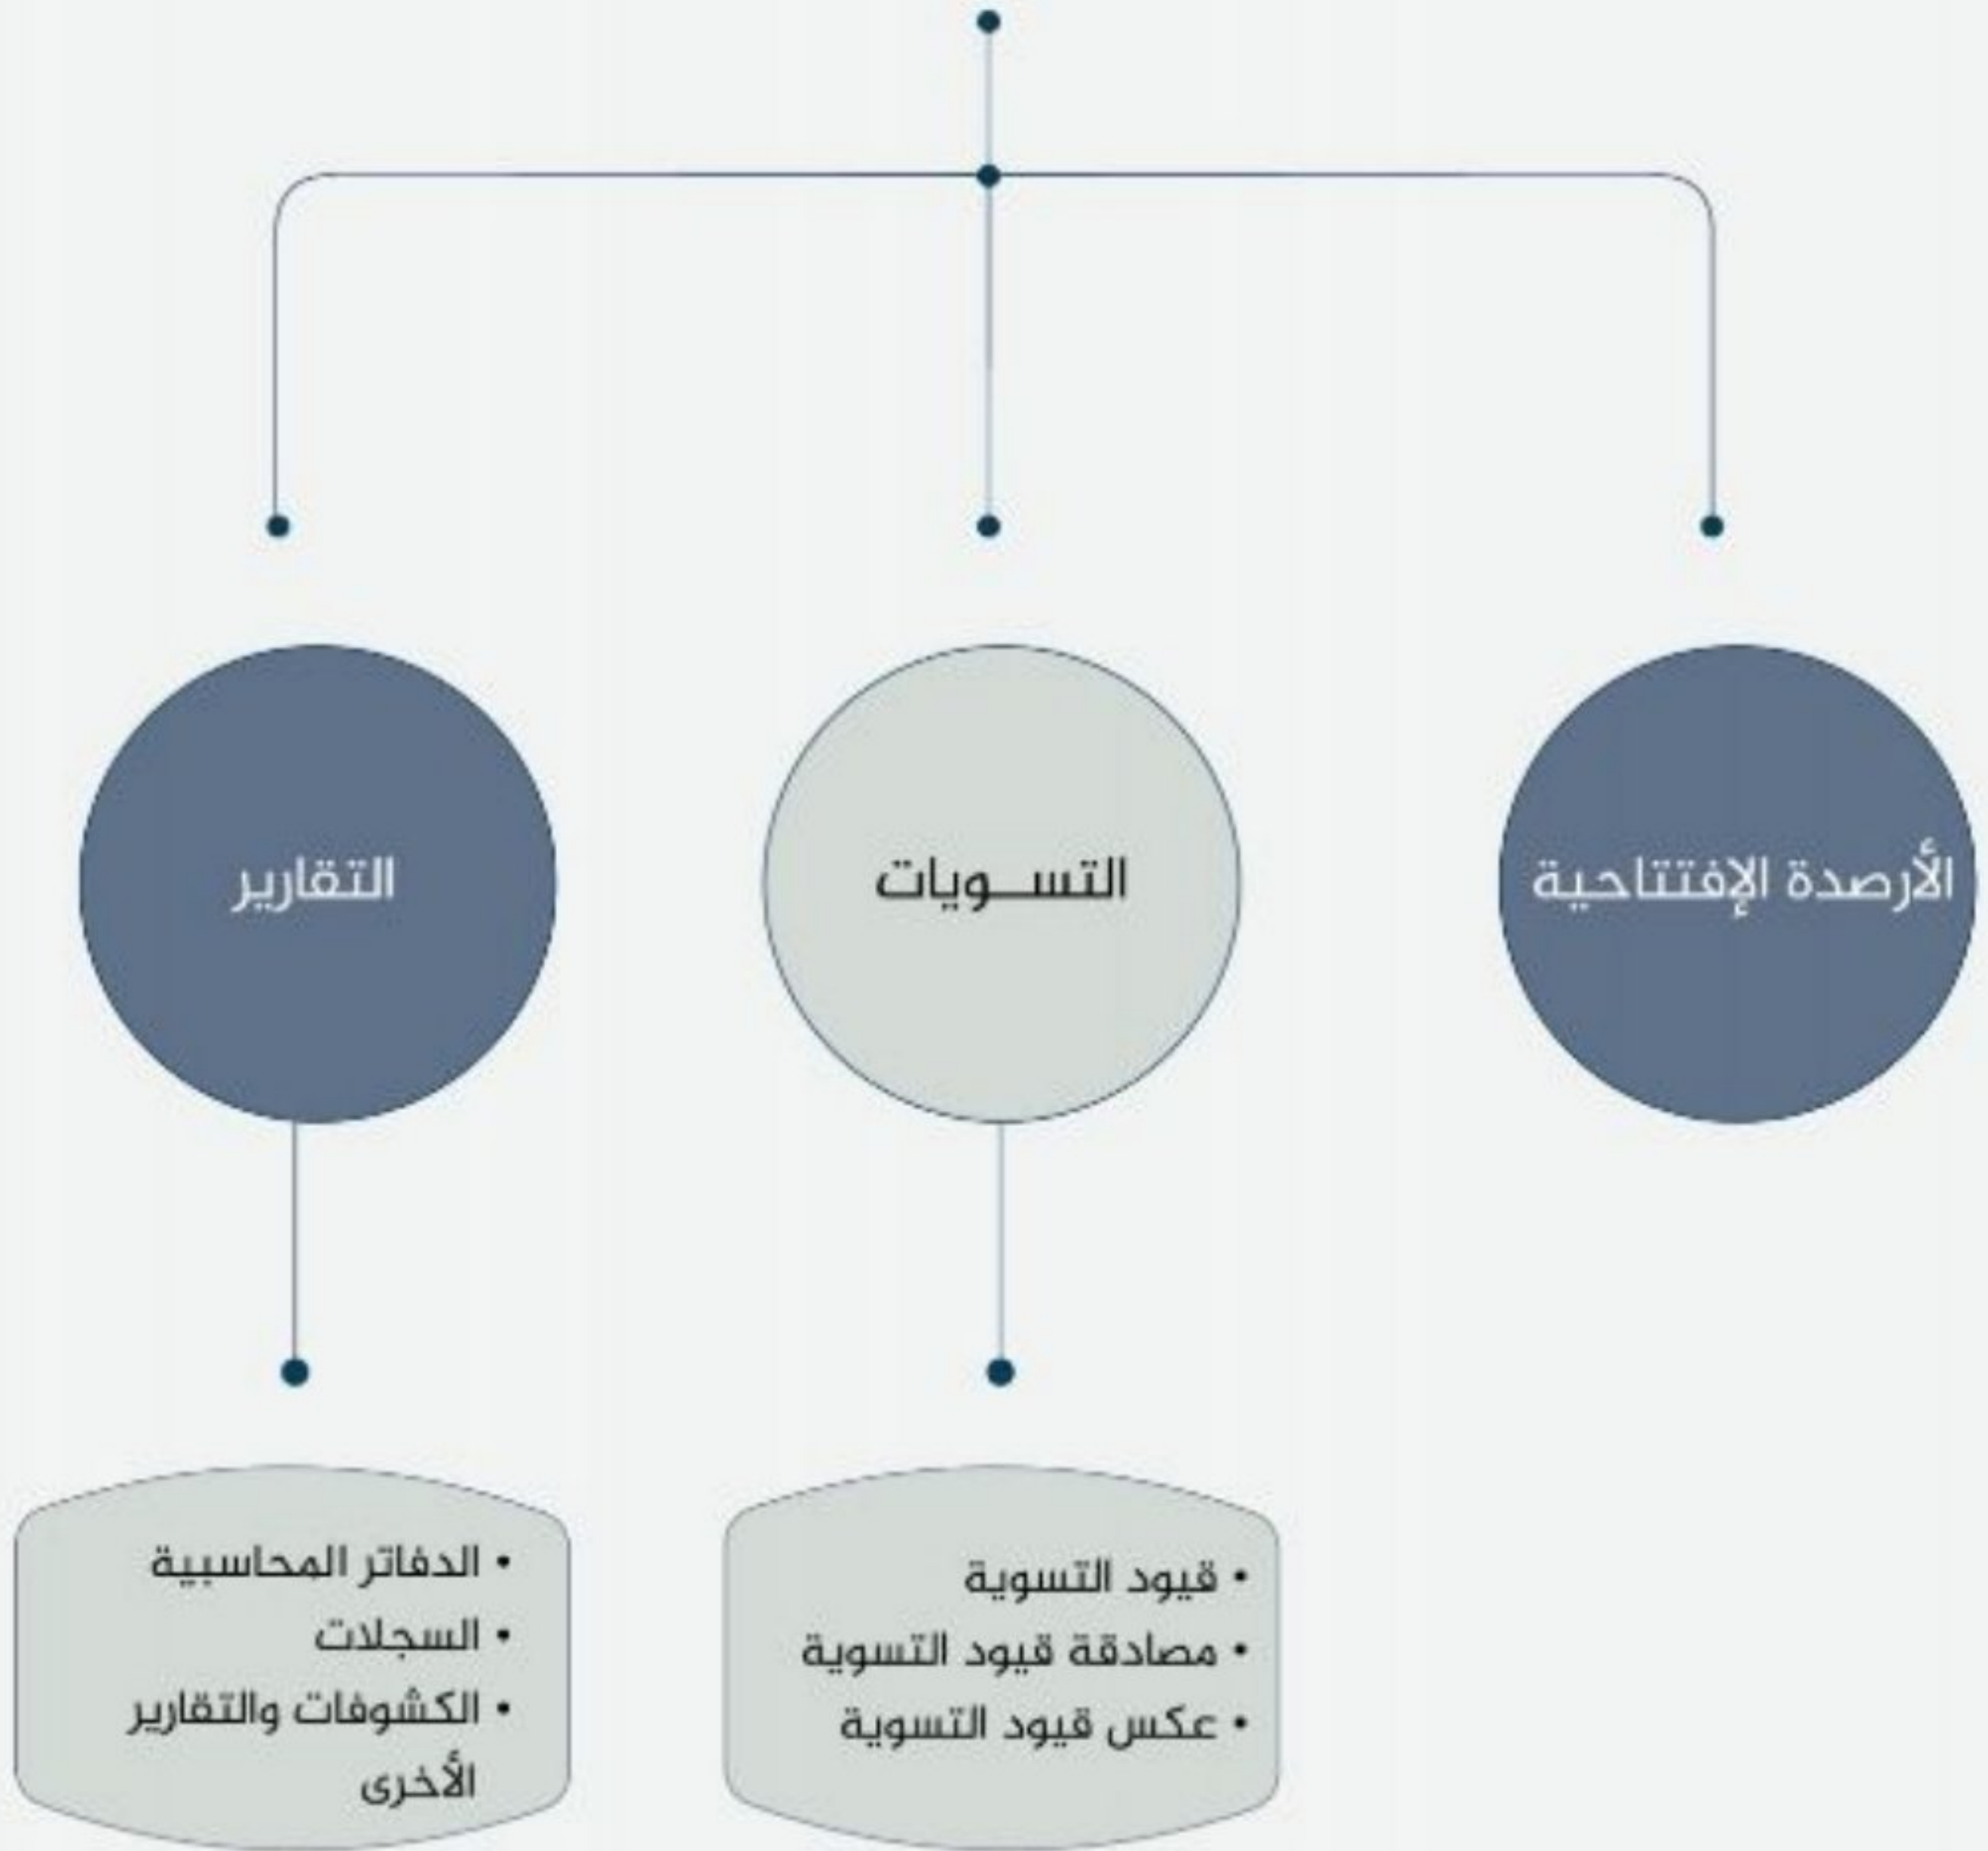 الأرصدة الإفتتاحية
التســويات
التقارير
• قيود التسوية
• مصادقة قيود التسوية
• عكس قيود التسوية
• الدفاتر المحاسبية
• السجلات
• الكشوفات والتقارير
الأخرى